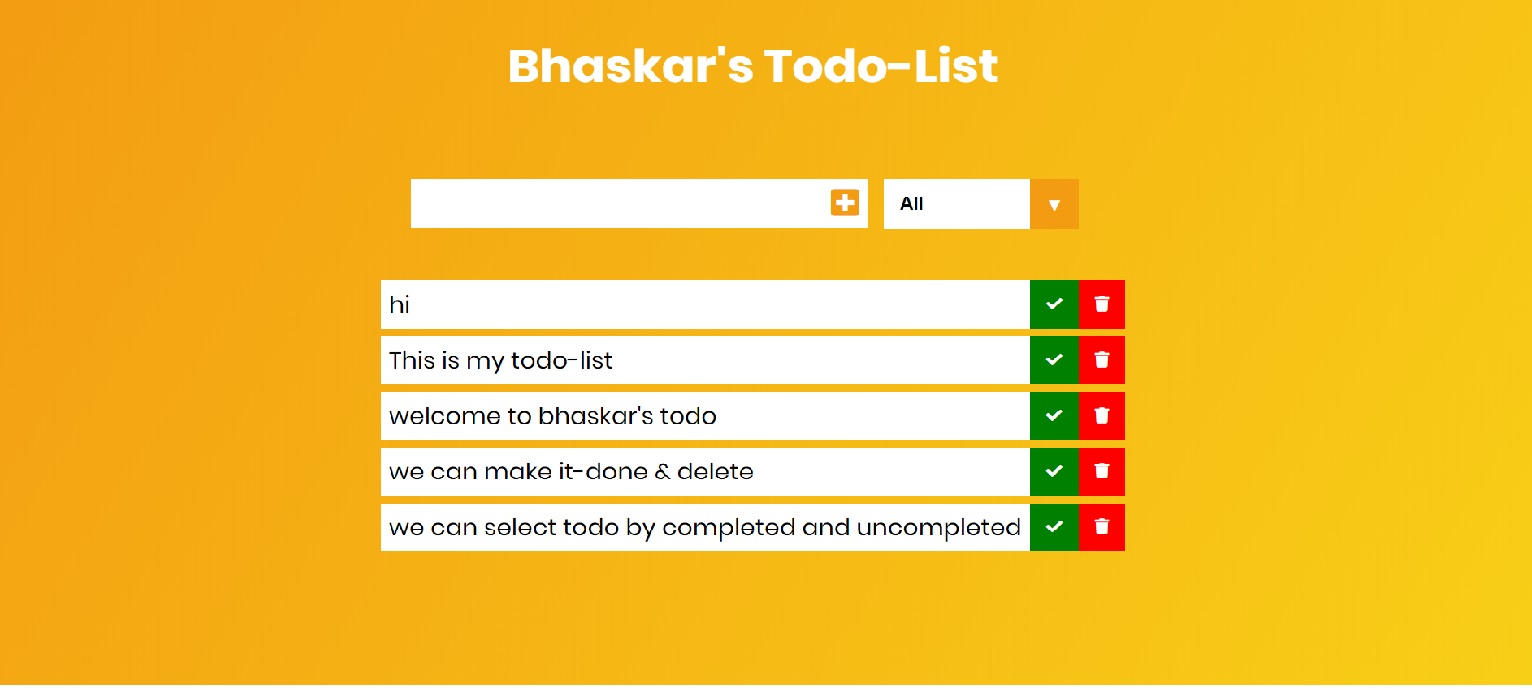 Bhaskar's Todo-List
All
hi
This is my todo-list
welcome to bhaskar's todo
we can make it-done & delete
we can select todo by completed and uncompleted